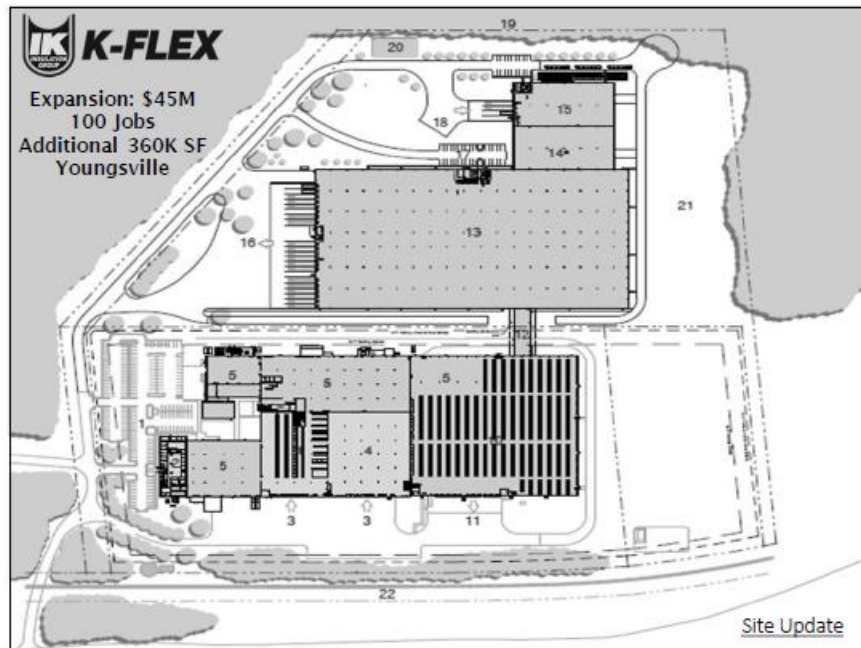 IK
INSULATION
GROUP
K-FLEX
Expansion: $45M
100 Jobs
Additional 360K SF
Youngsville
19
20
15
18
14
21
13
16
12
5
5
5
1
4
5
3
3
11
22
Site Update